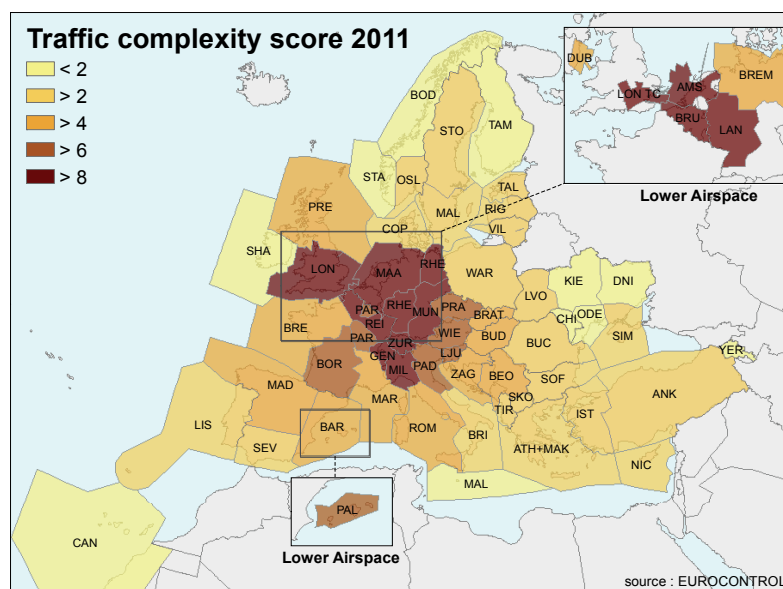 Traffic complexity score 2011
< 2
> 2
> 4
> 6
> 8
DUB
BREM
LON TC
AMS
BRU
LAN
Lower Airspace
BOD
STO
TAM
STA
OSL
PRE
TAL
MAL
RIG
COP
VIL
SHA
LON
MAA
RHE
WAR
KIE
DNI
LVO
PAR
RHE
PRA
BRAT
CHI
ODE
REI
MUN
BRE
PAR
WIE
BUD
BUC
SIM
YER
ZUR
LJU
GEN
BOR
MIL
PAD
ZAG
BEO
SOF
MAD
MAR
SKO
ANK
TIR
IST
LIS
BAR
ROM
BRI
SEV
ATH+MAK
NIC
MAL
CAN
PAL
Lower Airspace
source : EUROCONTROL